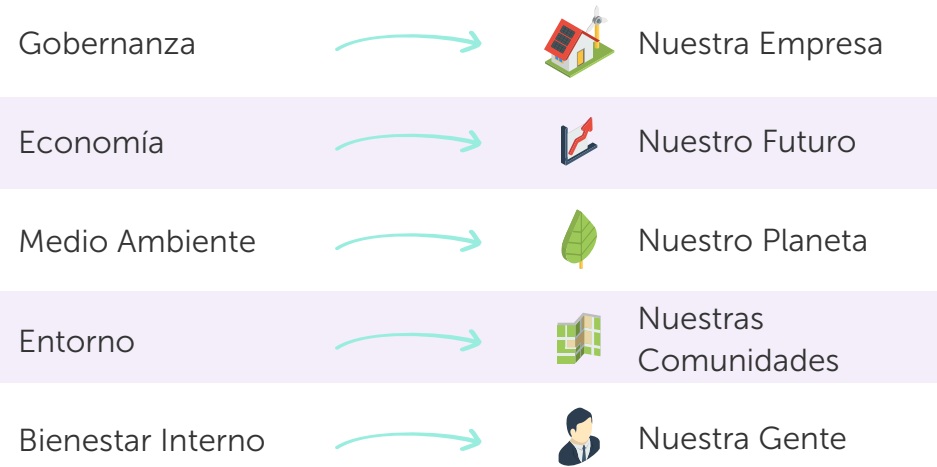 Gobernanza
Nuestra Empresa
Economía
Nuestro Futuro
Medio Ambiente
Nuestro Planeta
Entorno
Nuestras
Comunidades
Bienestar Interno
Nuestra Gente